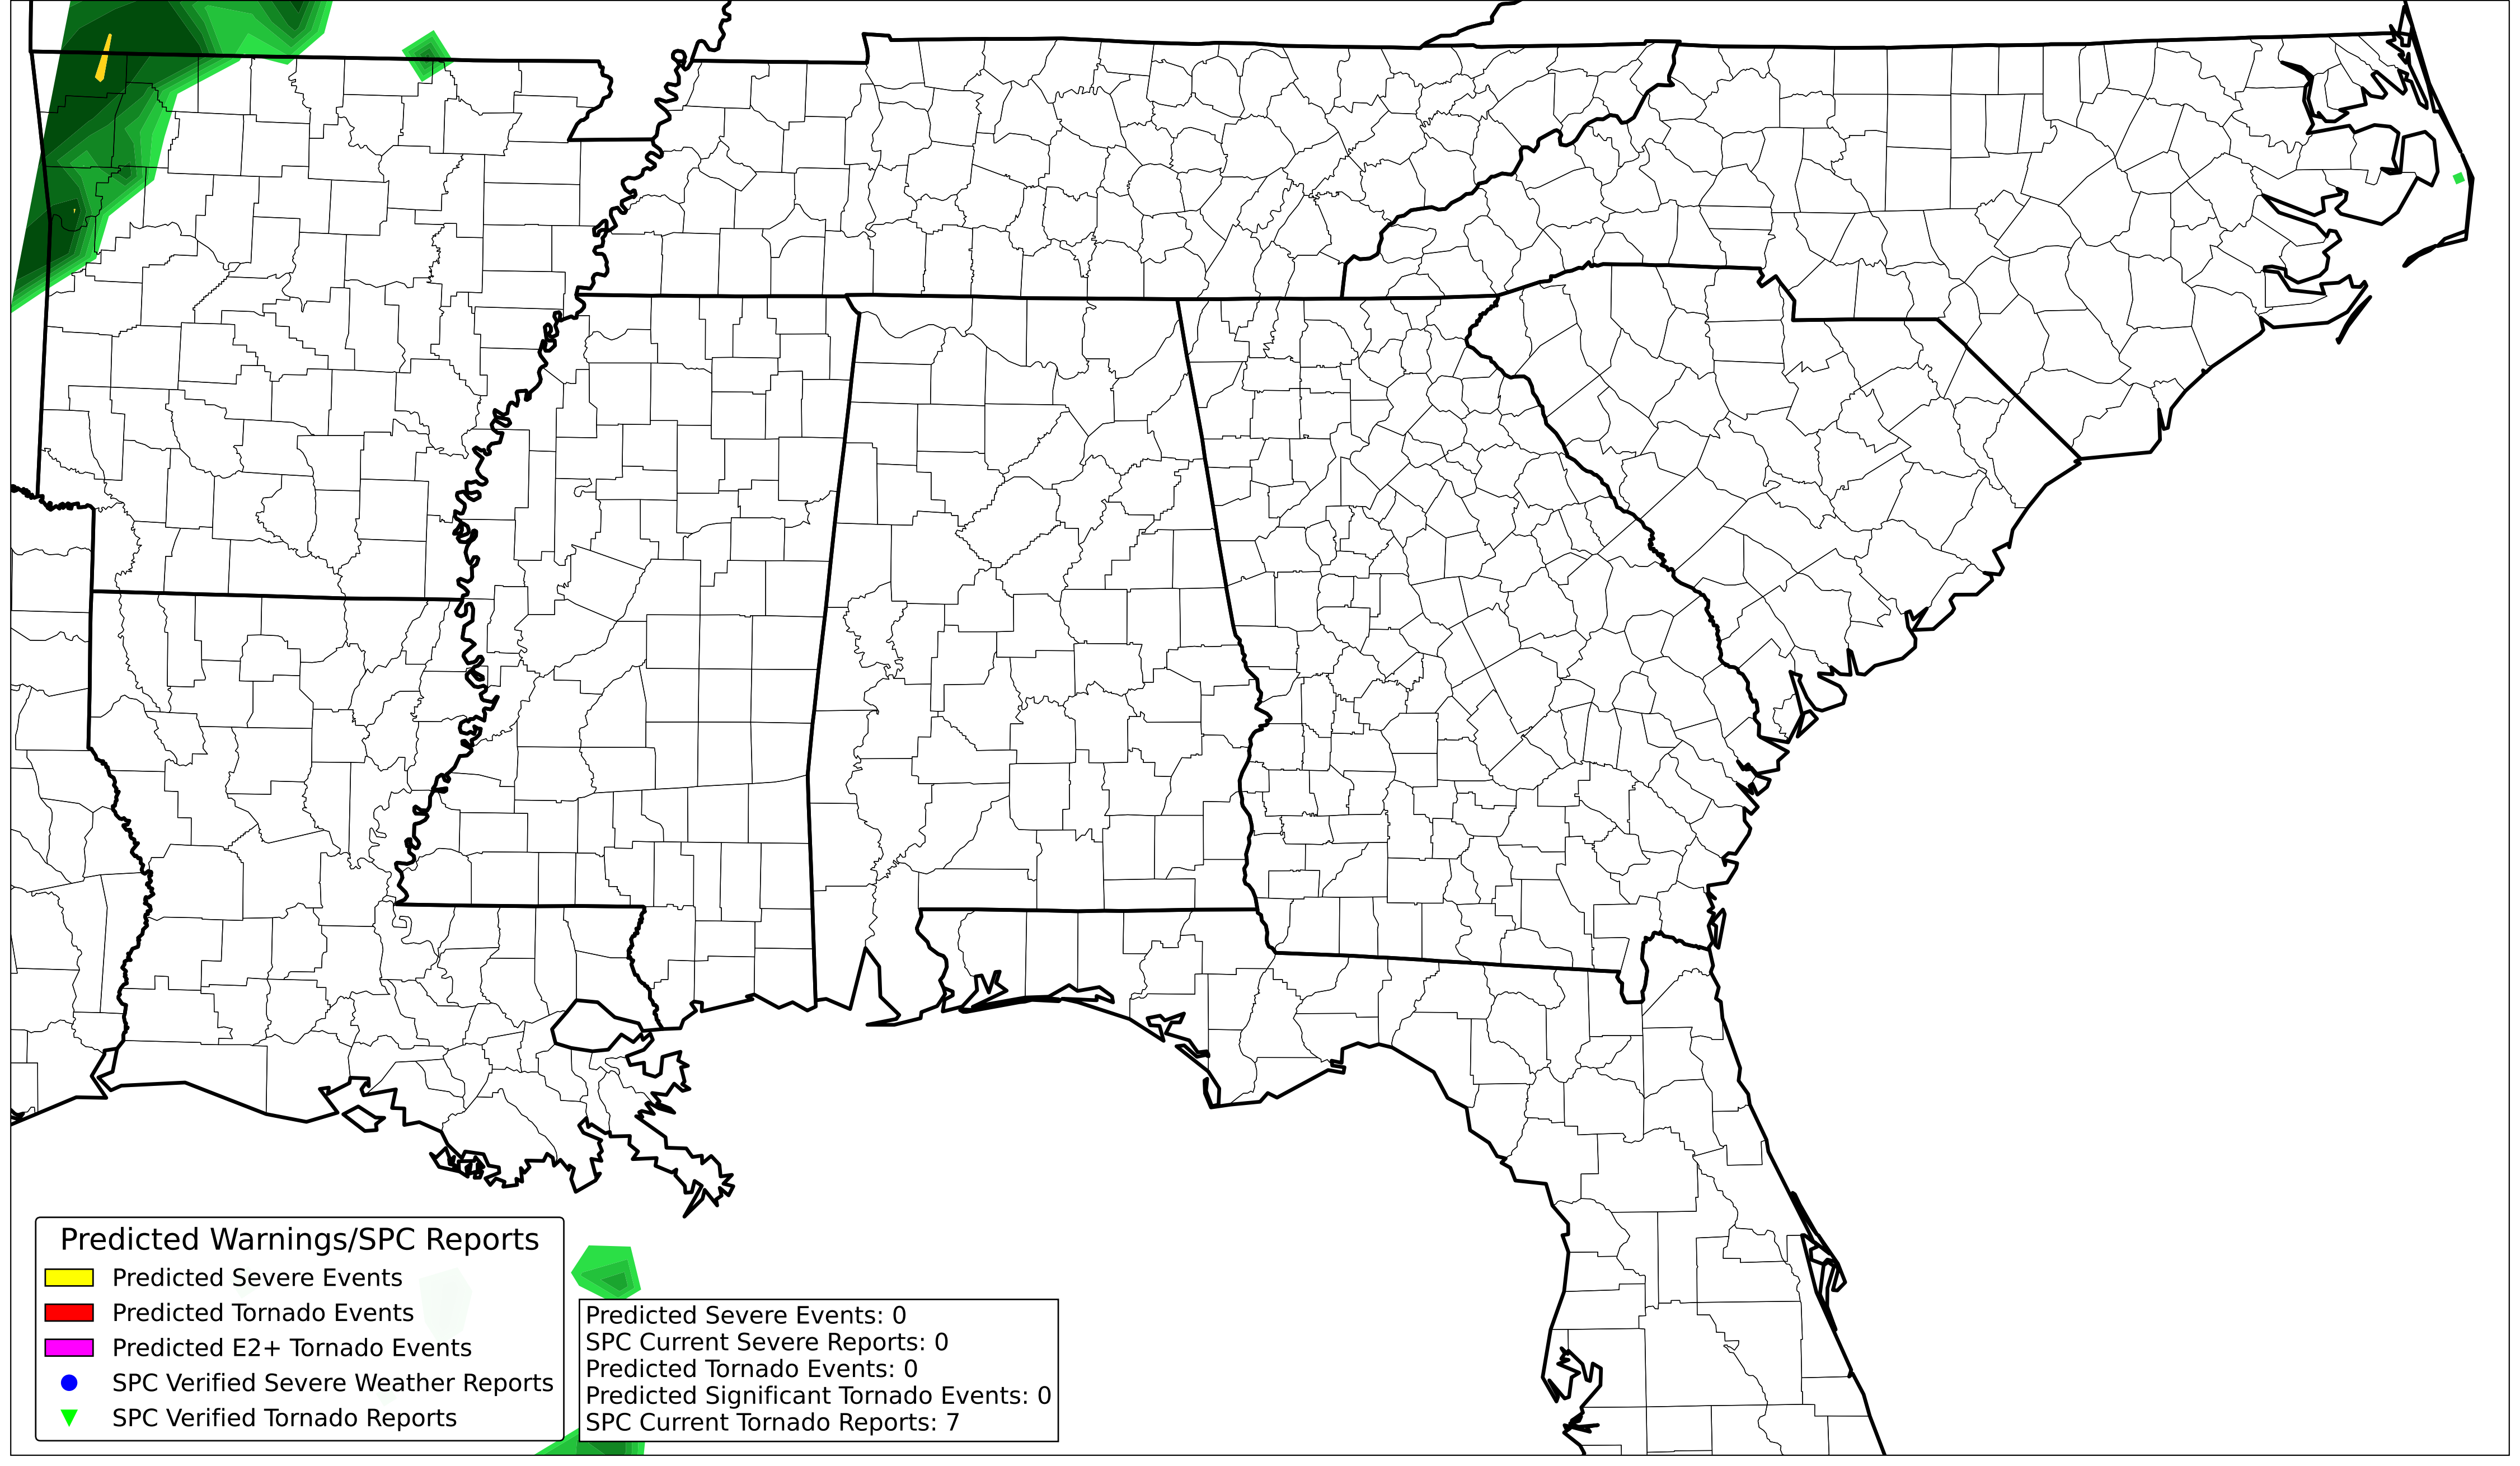 Predicted Warnings/SPC Reports
Predicted Severe Events
Predicted Tornado Events
Predicted E2+ Tornado Events
SPC Verified Severe Weather Reports
SPC Verified Tornado Reports
Predicted Severe Events: 0
SPC Current Severe Reports: 0
Predicted Tornado Events: 0
Predicted Significant Tornado Events: 0
SPC Current Tornado Reports: 7